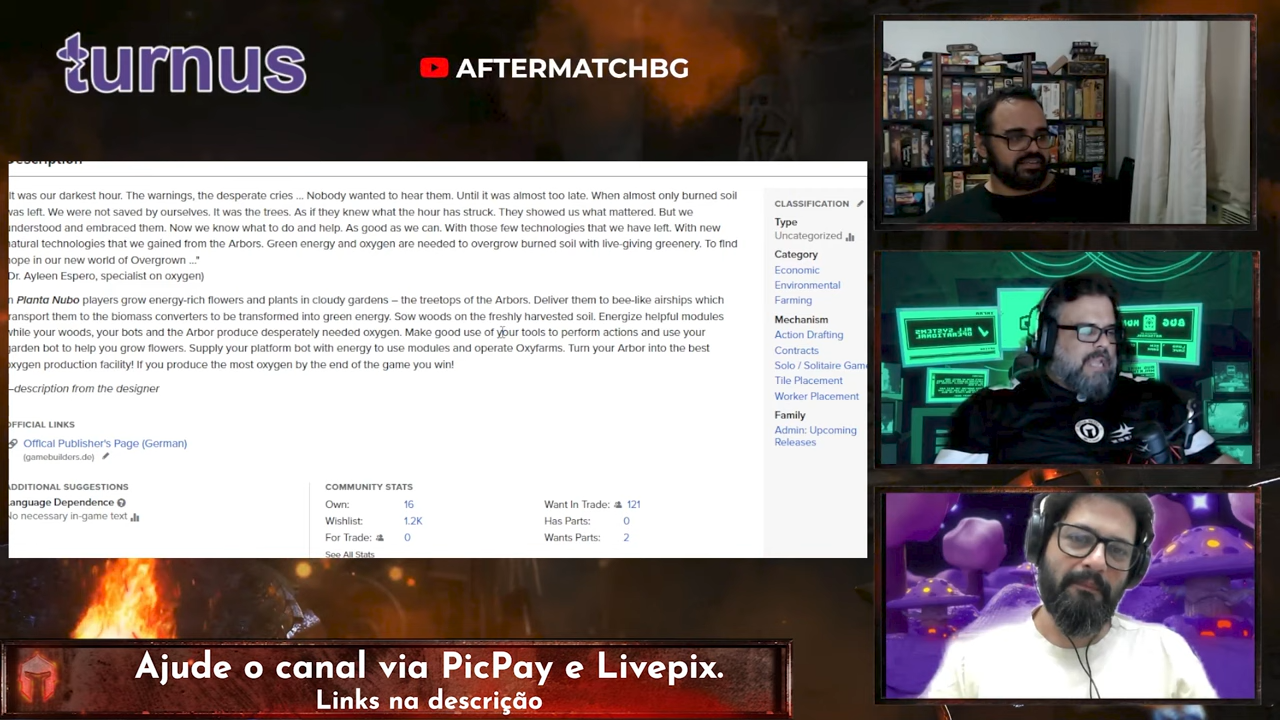 turnus
AFTERMATCHBG
Description
It was our darkest hour. The warnings, the desperate cries ... Nobody wanted to hear them. Until it was almost too late. When almost only burned soil
was left. We were not saved by ourselves. It was the trees. As if they knew what the hour has struck. They showed us what mattered. But we
understood and embraced them. Now we know what to do and help. As good as we can. With those few technologies that we have left. With new
natural technologies that we gained from the Arbors. Green energy and oxygen are needed to overgrow burned soil with live-giving greenery. To find
hope in our new world of Overgrown ..."
Dr. Ayleen Espero, specialist on oxygen)
n Planta Nubo players grow energy-rich flowers and plants in cloudy gardens – the treetops of the Arbors. Deliver them to bee-like airships which
transport them to the biomass converters to be transformed into green energy. Sow woods on the freshly harvested soil. Energize helpful modules
while your woods, your bots and the Arbor produce desperately needed oxygen. Make good use of your tools to perform actions and use your
garden bot to help you grow flowers. Supply your platform bot with energy to use modules and operate Oxyfarms. Turn your Arbor into the best
oxygen production facility! If you produce the most oxygen by the end of the game you win!
—description from the designer
OFFICIAL LINKS
Offical Publisher's Page (German)
(gamebuilders.de)
ADDITIONAL SUGGESTIONS
Language Dependence
No necessary in-game text
COMMUNITY STATS
Own: 16
Wishlist: 1.2K
For Trade: 0
See All Stats
Want In Trade: 121
Has Parts: 0
Wants Parts: 2
CLASSIFICATION
Type
Uncategorized
Category
Economic
Environmental
Farming
Mechanism
Action Drafting
Contracts
Solo / Solitaire Game
Tile Placement
Worker Placement
Family
Admin: Upcoming
Releases
Ajude o canal via PicPay e Livepix.
Links na descrição